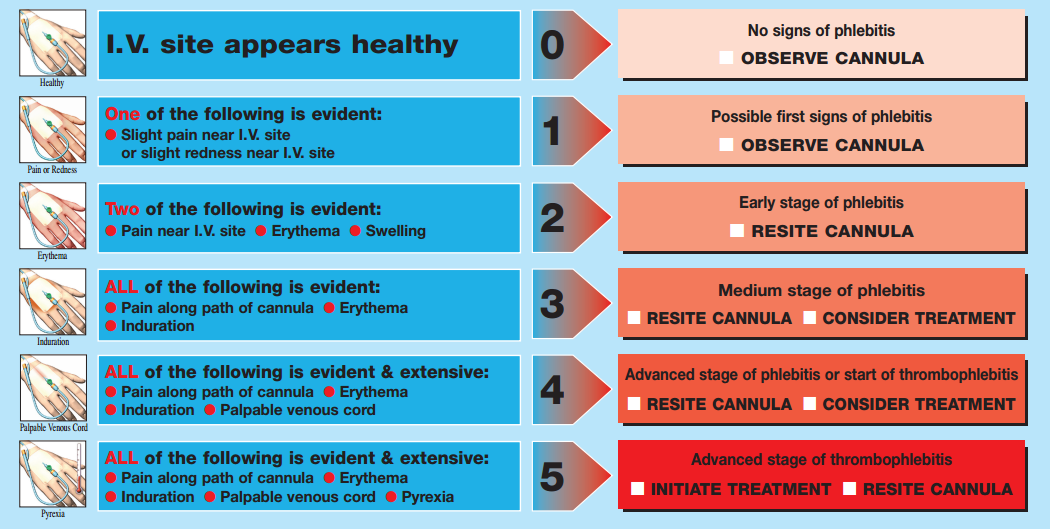 I.V. site appears healthy
0
No signs of phlebitis
OBSERVE CANNULA
Healthy
One of the following is evident:
Slight pain near I.V. site
or slight redness near I.V. site
1
Possible first signs of phlebitis
OBSERVE CANNULA
Pain or Redness
Two of the following is evident:
Pain near I.V. site Erythema Swelling
2
Early stage of phlebitis
RESITE CANNULA
Erythema
ALL of the following is evident:
Pain along path of cannula Erythema
Induration
3
Medium stage of phlebitis
RESITE CANNULA CONSIDER TREATMENT
Induration
ALL of the following is evident & extensive:
Pain along path of cannula Erythema
Induration Palpable venous cord
4
Advanced stage of phlebitis or start of thrombophlebitis
RESITE CANNULA CONSIDER TREATMENT
Palpable Venous Cord
ALL of the following is evident & extensive:
Pain along path of cannula Erythema
Induration Palpable venous cord Pyrexia
5
Advanced stage of thrombophlebitis
INITIATE TREATMENT RESITE CANNULA
Pyrexia